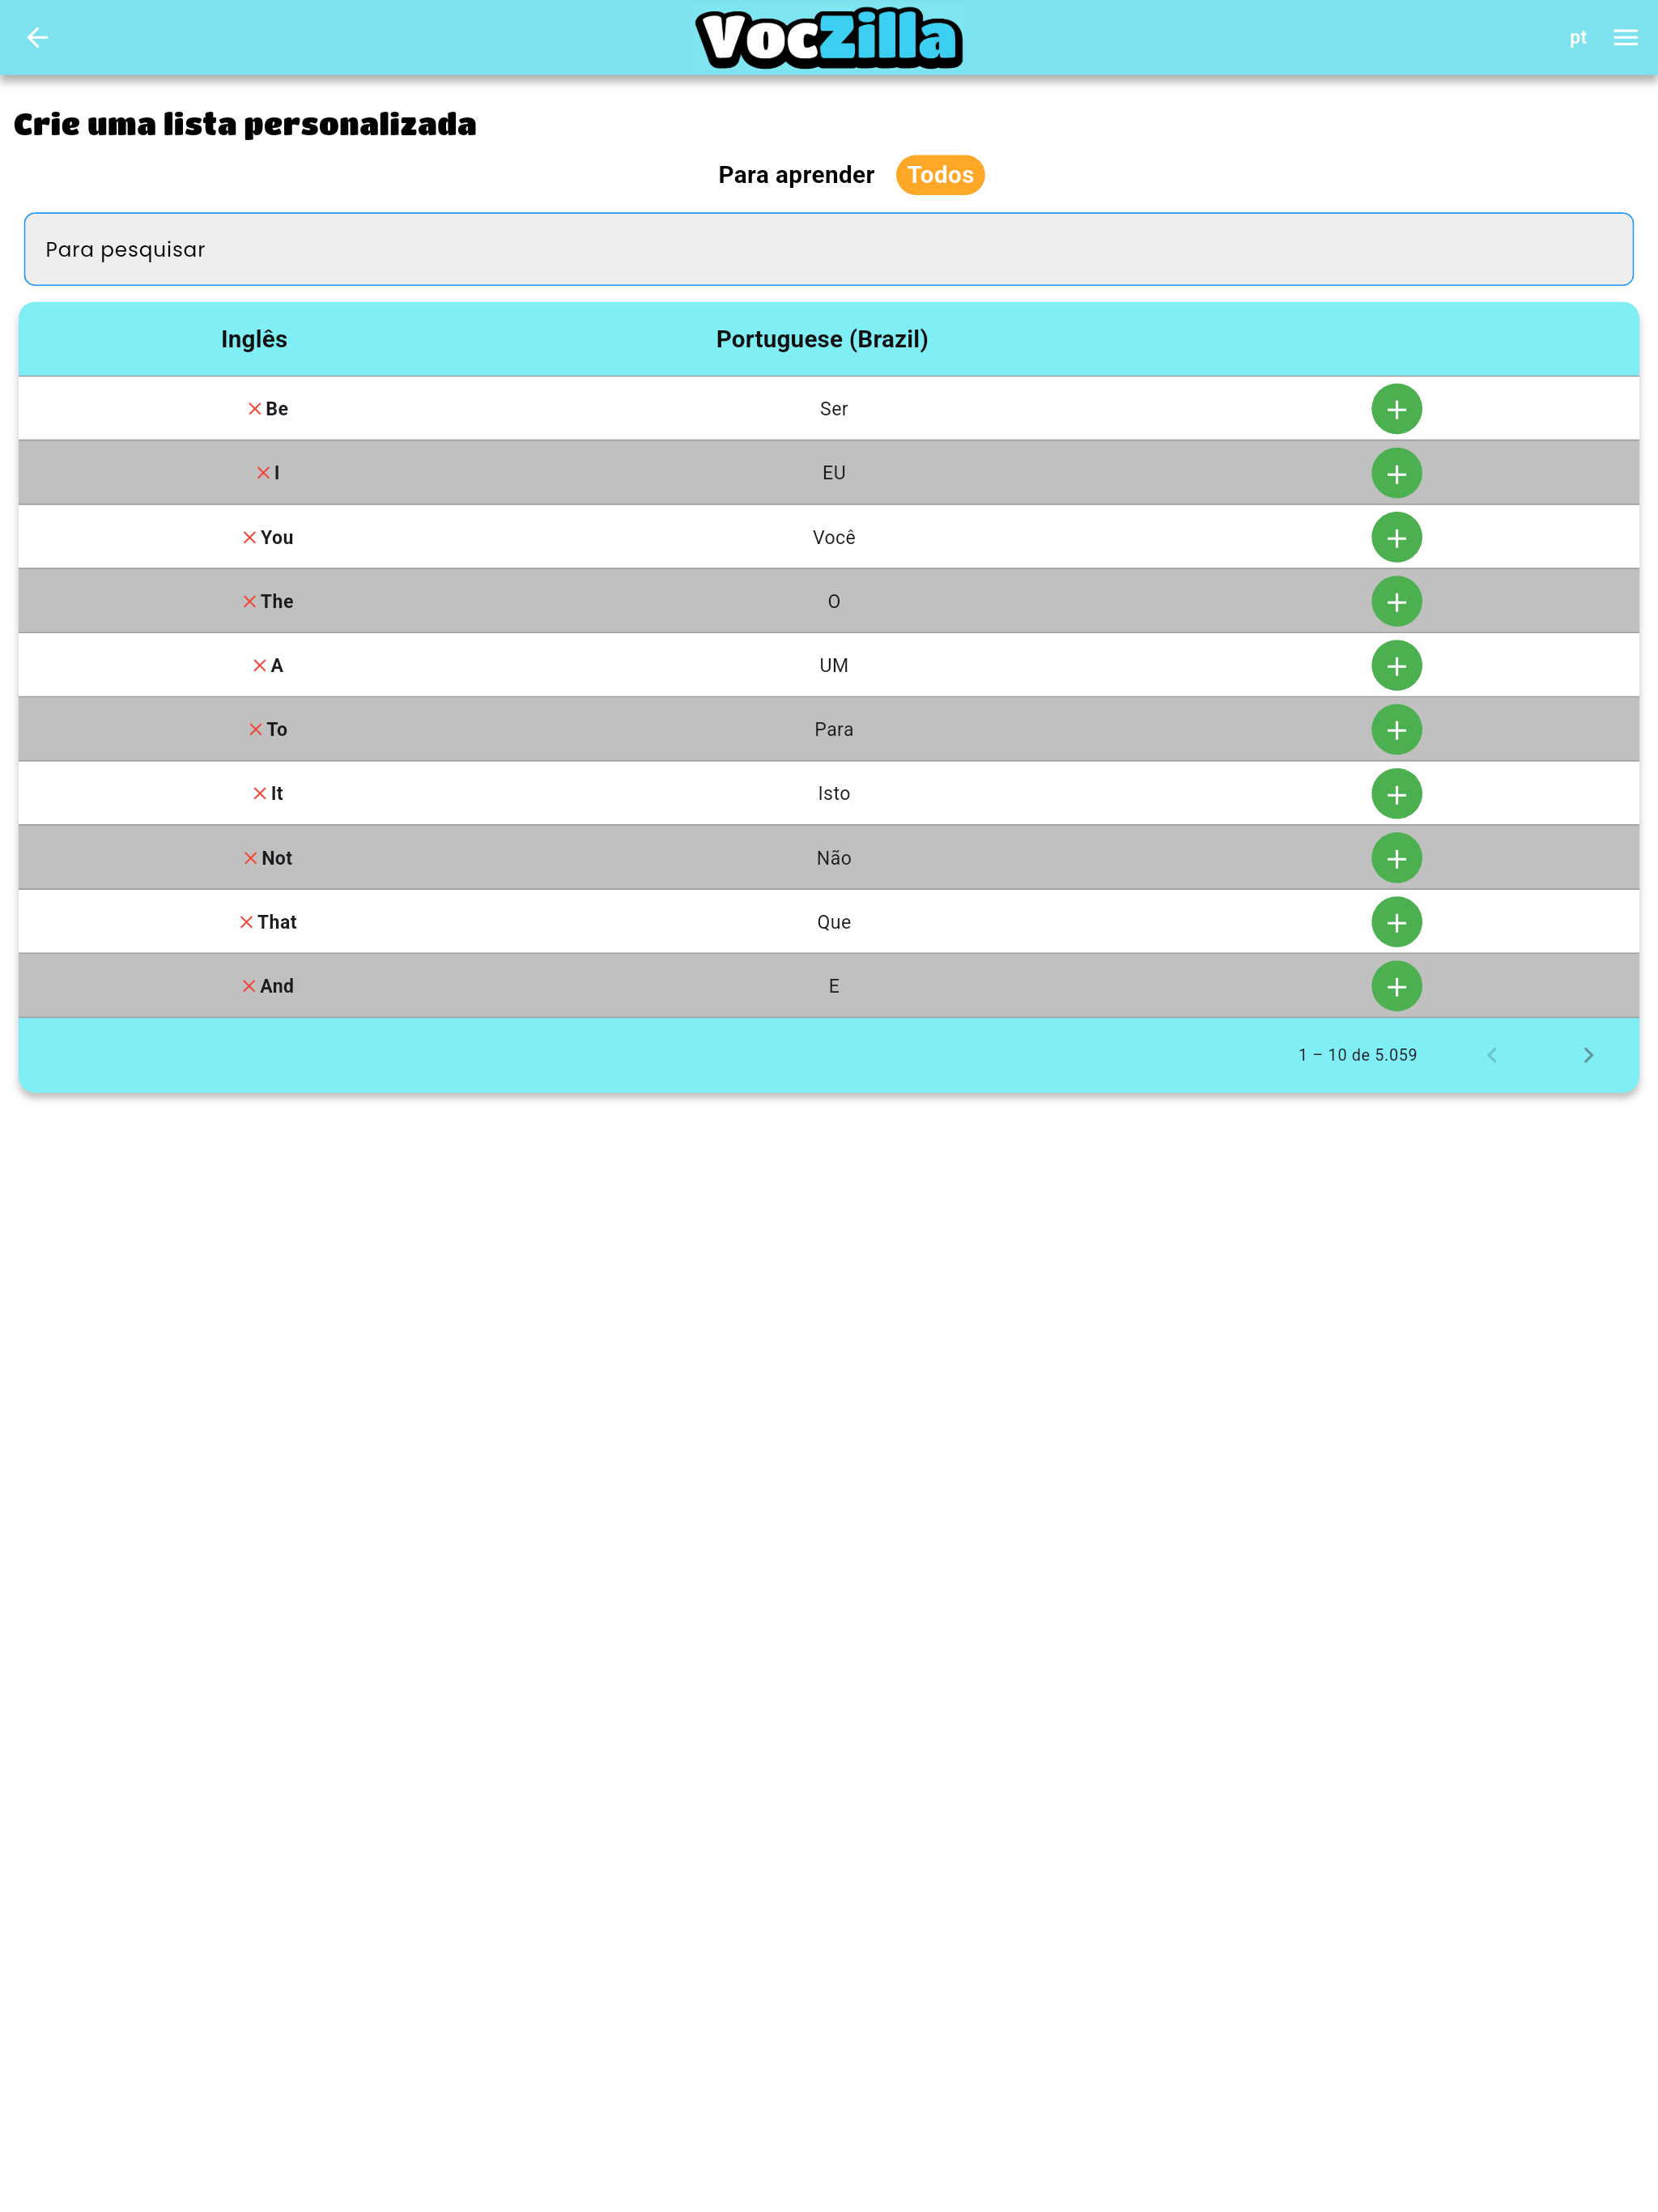 VocZilla
pt
Crie uma lista personalizada
Para aprender Todos
Para pesquisar
Inglês Portuguese (Brazil)
Be Ser
I EU
You Você
The O
A UM
To Para
It Isto
Not Não
That Que
And E
1 – 10 de 5.059